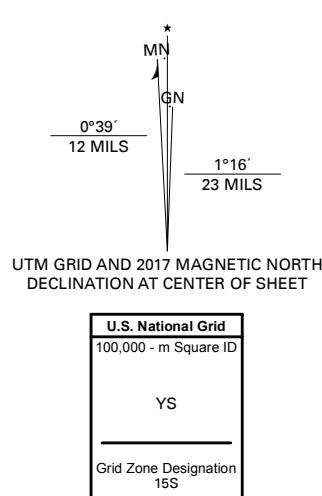 ★
MN
GN
0°39´
12 MILS
1°16´
23 MILS
UTM GRID AND 2017 MAGNETIC NORTH
DECLINATION AT CENTER OF SHEET
U.S. National Grid
100,000 - m Square ID
YS
Grid Zone Designation
15S